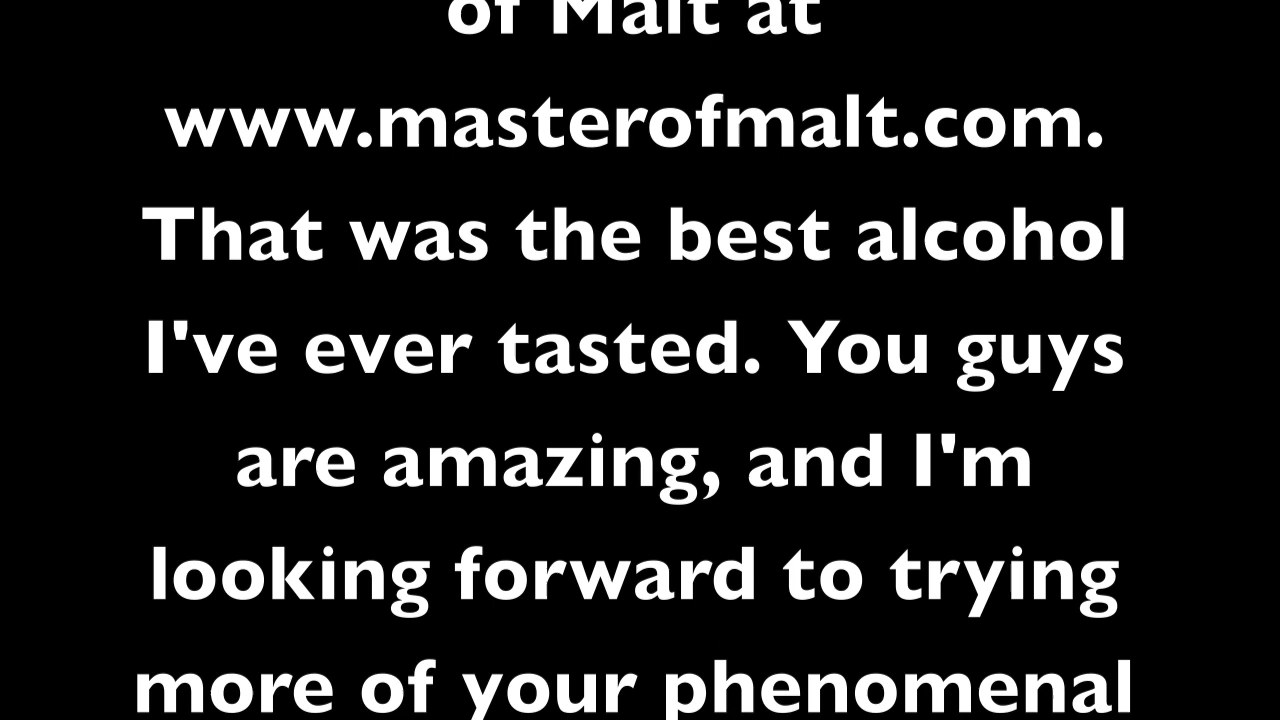 of Malt at
www.masterofmalt.com.
That was the best alcohol
I've ever tasted. You guys
are amazing, and I'm
looking forward to trying
more of your phenomenal